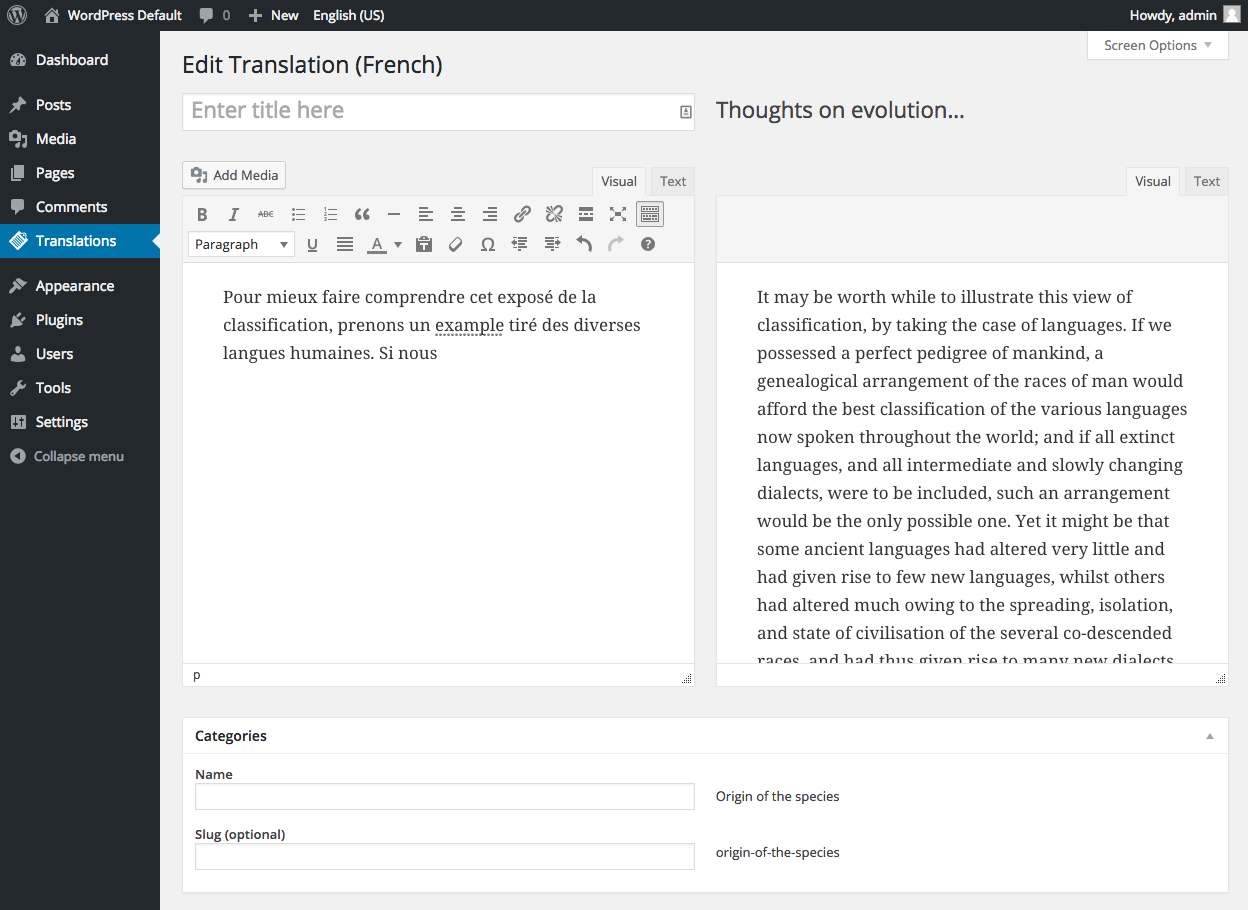 WordPress Default 0 New English (US) Howdy, admin
Screen Options
Dashboard
Posts
Media
Pages
Comments
Translations
Appearance
Plugins
Users
Tools
Settings
Collapse menu
Edit Translation (French)
Enter title here
Thoughts on evolution...
Add Media
Visual Text
B I ABC
Paragraph U A Ω ?
Pour mieux faire comprendre cet exposé de la
classification, prenons un example tiré des diverses
langues humaines. Si nous
p
Visual Text
It may be worth while to illustrate this view of
classification, by taking the case of languages. If we
possessed a perfect pedigree of mankind, a
genealogical arrangement of the races of man would
afford the best classification of the various languages
now spoken throughout the world; and if all extinct
languages, and all intermediate and slowly changing
dialects, were to be included, such an arrangement
would be the only possible one. Yet it might be that
some ancient languages had altered very little and
had given rise to few new languages, whilst others
had altered much owing to the spreading, isolation,
and state of civilisation of the several co-descended
races, and had thus given rise to many new dialects
Categories
Name
Origin of the species
Slug (optional)
origin-of-the-species